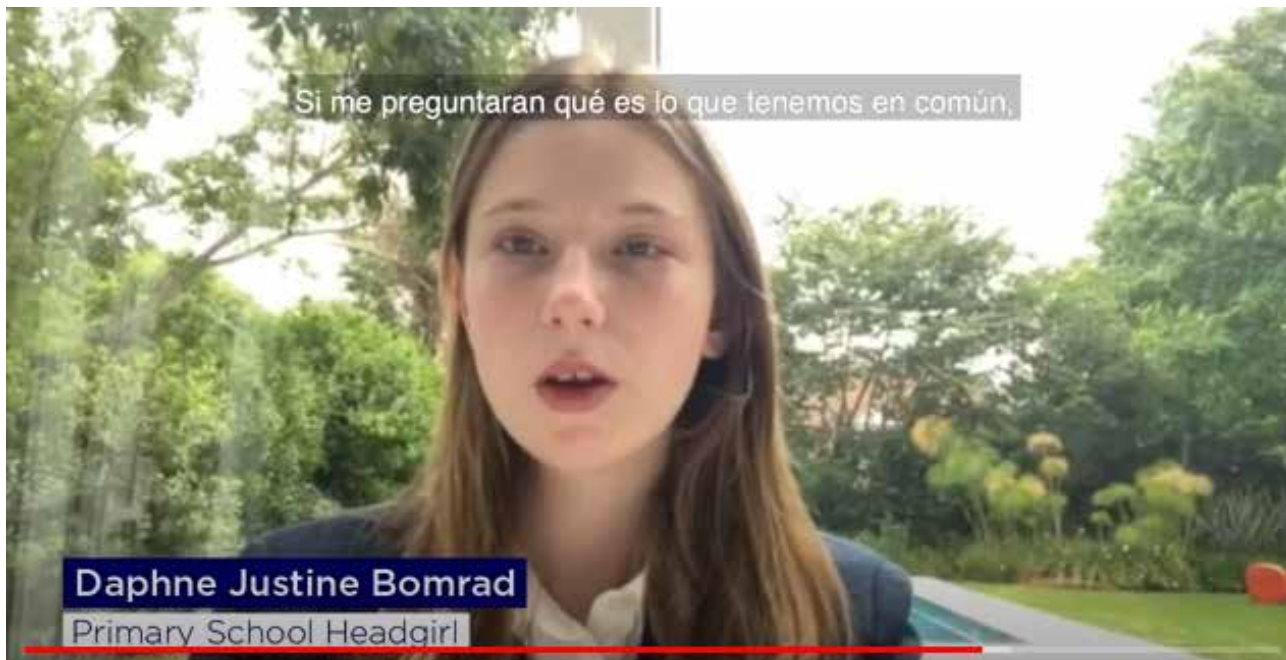 Si me preguntaran qué es lo que tenemos en común,
Daphne Justine Bomrad
Primary School Headgirl